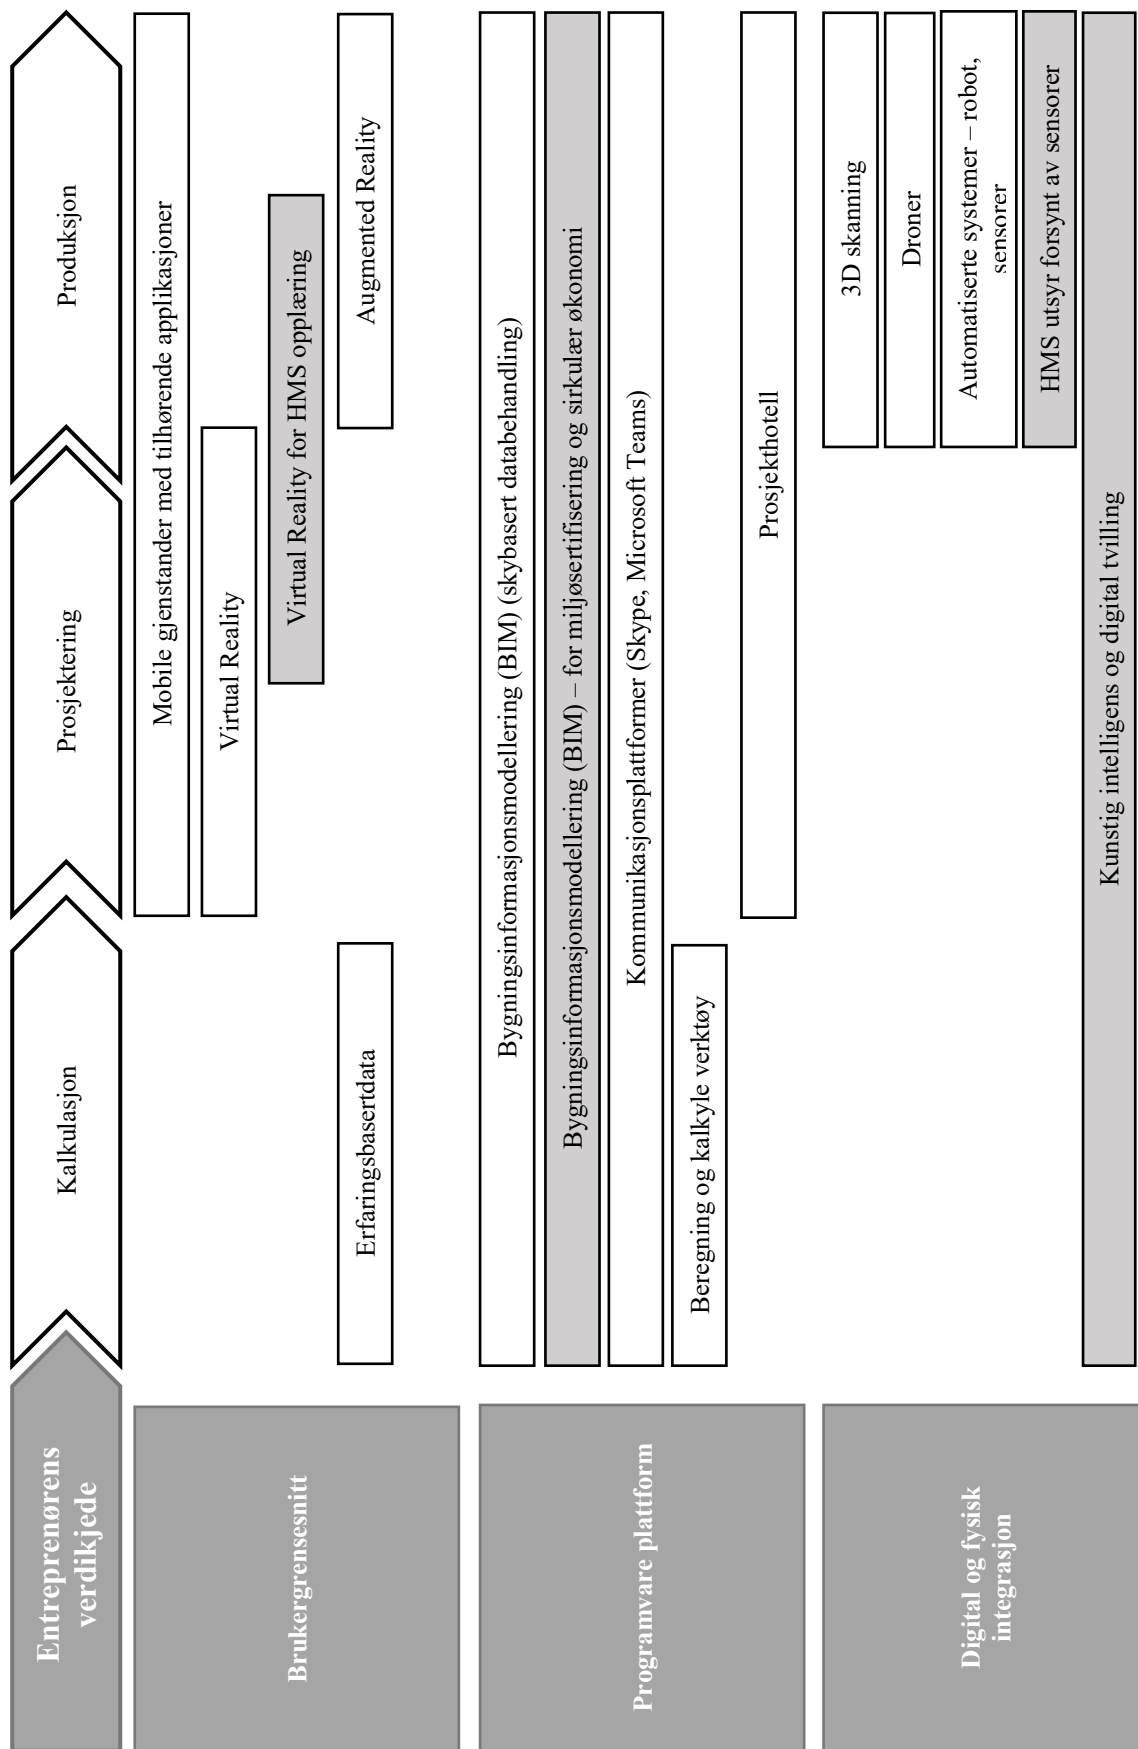 Entreprenørens
verdikjede
Kalkulasjon
Prosjektering
Produksjon
Brukergrensesnitt
Mobile gjenstander med tilhørende applikasjoner
Virtual Reality
Virtual Reality for HMS opplæring
Erfaringsbasertdata
Augmented Reality
Programvare plattform
Bygningsinformasjonsmodellering (BIM) (skybasert databehandling)
Bygningsinformasjonsmodellering (BIM) – for miljøsertifisering og sirkulær økonomi
Kommunikasjonsplattformer (Skype, Microsoft Teams)
Beregning og kalkyle verktøy
Prosjekthotell
Digital og fysisk
integrasjon
3D skanning
Droner
Automatiserte systemer – robot,
sensorer
HMS utsyr forsynt av sensorer
Kunstig intelligens og digital tvilling